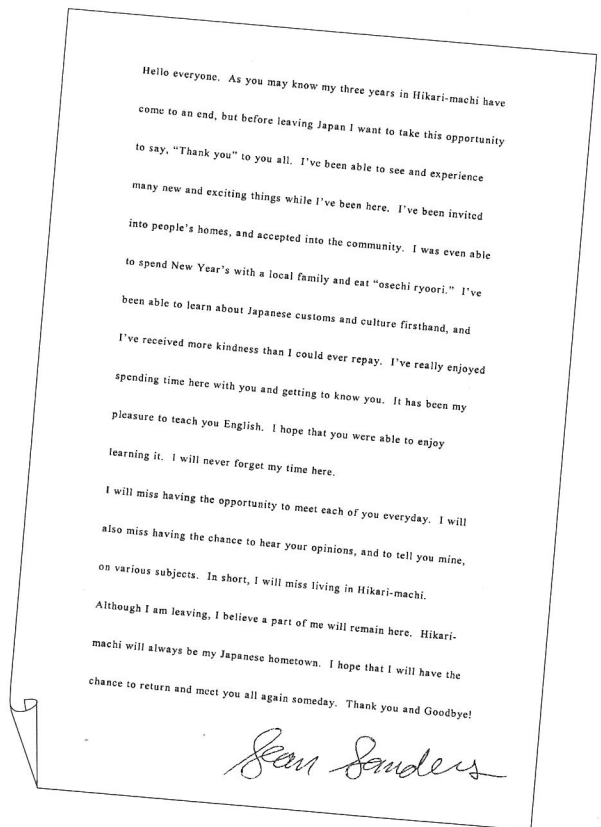 Hello everyone. As you may know my three years in Hikari-machi have
come to an end, but before leaving Japan I want to take this opportunity
to say, “Thank you” to you all. I've been able to see and experience
many new and exciting things while I've been here. I've been invited
into people's homes, and accepted into the community. I was even able
to spend New Year's with a local family and eat “osechi ryoori.” I've
been able to learn about Japanese customs and culture firsthand, and
I've received more kindness than I could ever repay. I've really enjoyed
spending time here with you and getting to know you. It has been my
pleasure to teach you English. I hope that you were able to enjoy
learning it. I will never forget my time here.
I will miss having the opportunity to meet each of you everyday. I will
also miss having the chance to hear your opinions, and to tell you mine,
on various subjects. In short, I will miss living in Hikari-machi.
Although I am leaving, I believe a part of me will remain here. Hikari-
machi will always be my Japanese hometown. I hope that I will have the
chance to return and meet you all again someday. Thank you and Goodbye!
Sean Sanders